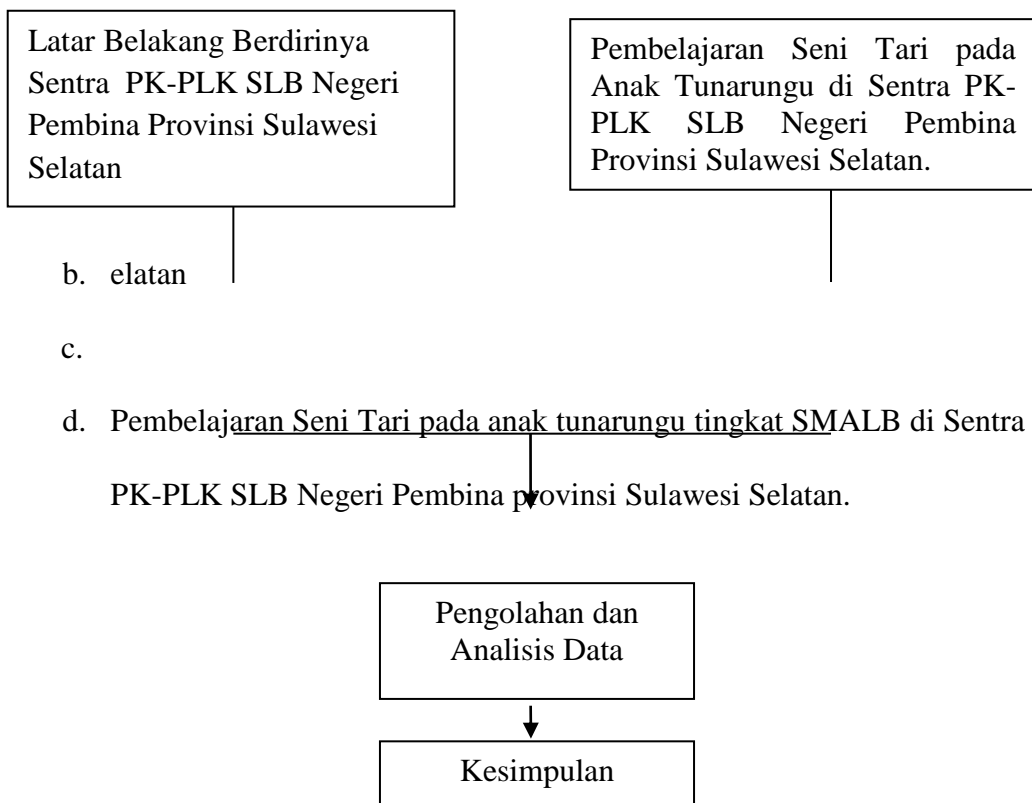 Latar Belakang Berdirinya
Sentra PK-PLK SLB Negeri
Pembina Provinsi Sulawesi
Selatan
Pembelajaran Seni Tari pada
Anak Tunarungu di Sentra PK-
PLK SLB Negeri Pembina
Provinsi Sulawesi Selatan.
b. elatan
c.
d. Pembelajaran Seni Tari pada anak tunarungu tingkat SMALB di Sentra
PK-PLK SLB Negeri Pembina provinsi Sulawesi Selatan.
Pengolahan dan
Analisis Data
Kesimpulan